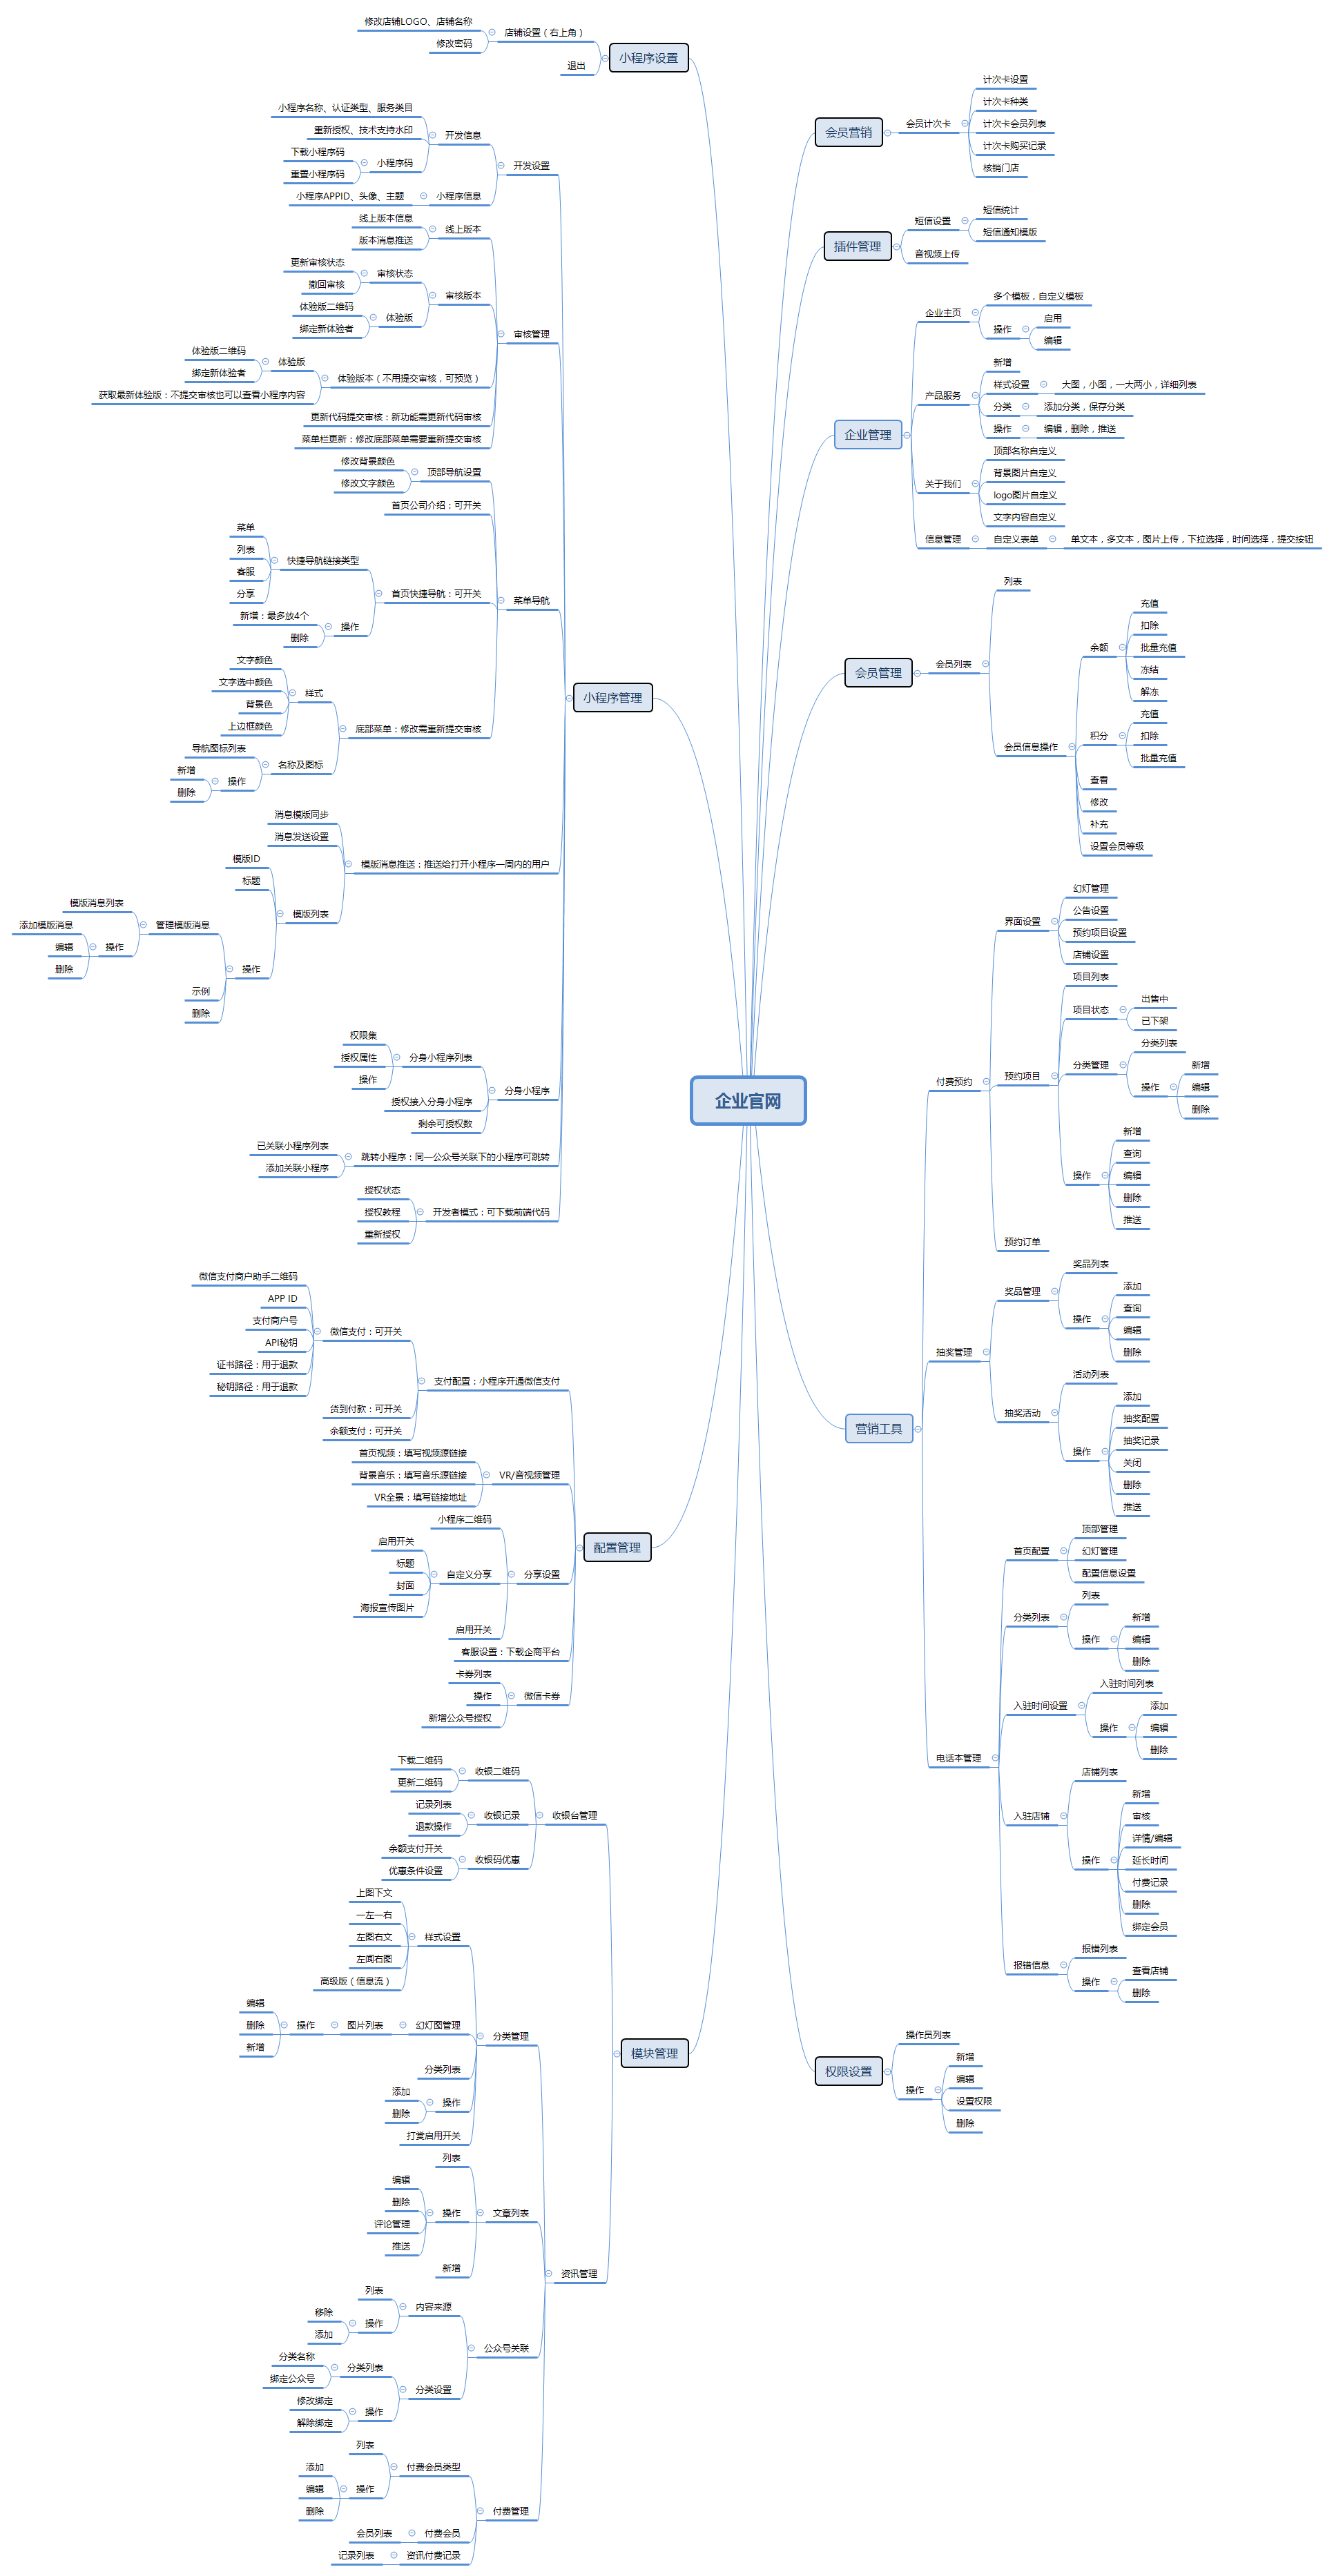 企业官网
小程序设置
店铺设置（右上角）
修改店铺LOGO、店铺名称
修改密码
退出
小程序管理
开发设置
开发信息
小程序名称、认证类型、服务类目
重新授权、技术支持水印
小程序码
下载小程序码
重置小程序码
小程序信息
小程序APPID、头像、主题
审核管理
线上版本
线上版本信息
版本消息推送
审核版本
审核状态
更新审核状态
撤回审核
体验版
体验版二维码
绑定新体验者
体验版本（不用提交审核，可预览）
体验版
体验版二维码
绑定新体验者
获取最新体验版：不提交审核也可以查看小程序内容
更新代码提交审核：新功能需更新代码审核
菜单栏更新：修改底部菜单需要重新提交审核
菜单导航
顶部导航设置
修改背景颜色
修改文字颜色
首页公司介绍：可开关
首页快捷导航：可开关
快捷导航链接类型
菜单
列表
客服
分享
操作
新增：最多放4个
删除
底部菜单：修改需重新提交审核
样式
文字颜色
文字选中颜色
背景色
上边框颜色
名称及图标
导航图标列表
操作
新增
删除
模版消息推送：推送给打开小程序一周内的用户
消息模版同步
消息发送设置
模版列表
模版ID
标题
操作
管理模版消息
模版消息列表
操作
添加模版消息
编辑
删除
示例
删除
分身小程序
分身小程序列表
权限集
授权属性
操作
授权接入分身小程序
剩余可授权数
跳转小程序：同一公众号关联下的小程序可跳转
已关联小程序列表
添加关联小程序
开发者模式：可下载前端代码
授权状态
授权教程
重新授权
配置管理
支付配置：小程序开通微信支付
微信支付：可开关
微信支付商户助手二维码
APP ID
支付商户号
API秘钥
证书路径：用于退款
秘钥路径：用于退款
货到付款：可开关
余额支付：可开关
VR/音视频管理
首页视频：填写视频源链接
背景音乐：填写音乐源链接
VR全景：填写链接地址
分享设置
小程序二维码
自定义分享
启用开关
标题
封面
海报宣传图片
启用开关
客服设置：下载企商平台
微信卡券
卡券列表
操作
新增公众号授权
模块管理
收银台管理
收银二维码
下载二维码
更新二维码
收银记录
记录列表
退款操作
收银码优惠
余额支付开关
优惠条件设置
资讯管理
分类管理
样式设置
上图下文
一左一右
左图右文
左闻右图
高级版（信息流）
幻灯图管理
图片列表
操作
编辑
删除
新增
分类列表
操作
添加
删除
打赏启用开关
文章列表
列表
操作
编辑
删除
评论管理
推送
新增
公众号关联
内容来源
列表
操作
移除
添加
分类设置
分类列表
分类名称
绑定公众号
操作
修改绑定
解除绑定
付费管理
付费会员类型
列表
操作
添加
编辑
删除
付费会员
会员列表
资讯付费记录
记录列表
会员营销
会员计次卡
计次卡设置
计次卡种类
计次卡会员列表
计次卡购买记录
核销门店
插件管理
短信设置
短信统计
短信通知模版
音视频上传
企业管理
企业主页
多个模板，自定义模板
操作
启用
编辑
产品服务
新增
样式设置
大图，小图，一大两小，详细列表
分类
添加分类，保存分类
操作
编辑，删除，推送
关于我们
顶部名称自定义
背景图片自定义
logo图片自定义
文字内容自定义
信息管理
自定义表单
单文本，多文本，图片上传，下拉选择，时间选择，提交按钮
会员管理
会员列表
列表
会员信息操作
余额
充值
扣除
批量充值
冻结
解冻
积分
充值
扣除
批量充值
查看
修改
补充
设置会员等级
营销工具
付费预约
界面设置
幻灯管理
公告设置
预约项目设置
店铺设置
预约项目
项目列表
项目状态
出售中
已下架
分类管理
分类列表
操作
新增
编辑
删除
操作
新增
查询
编辑
删除
推送
预约订单
抽奖管理
奖品管理
奖品列表
操作
添加
查询
编辑
删除
抽奖活动
活动列表
操作
添加
抽奖配置
抽奖记录
关闭
删除
推送
电话本管理
首页配置
顶部管理
幻灯管理
配置信息设置
分类列表
列表
操作
新增
编辑
删除
入驻时间设置
入驻时间列表
操作
添加
编辑
删除
入驻店铺
店铺列表
操作
新增
审核
详情/编辑
延长时间
付费记录
删除
绑定会员
报错信息
报错列表
操作
查看店铺
删除
权限设置
操作员列表
操作
新增
编辑
设置权限
删除